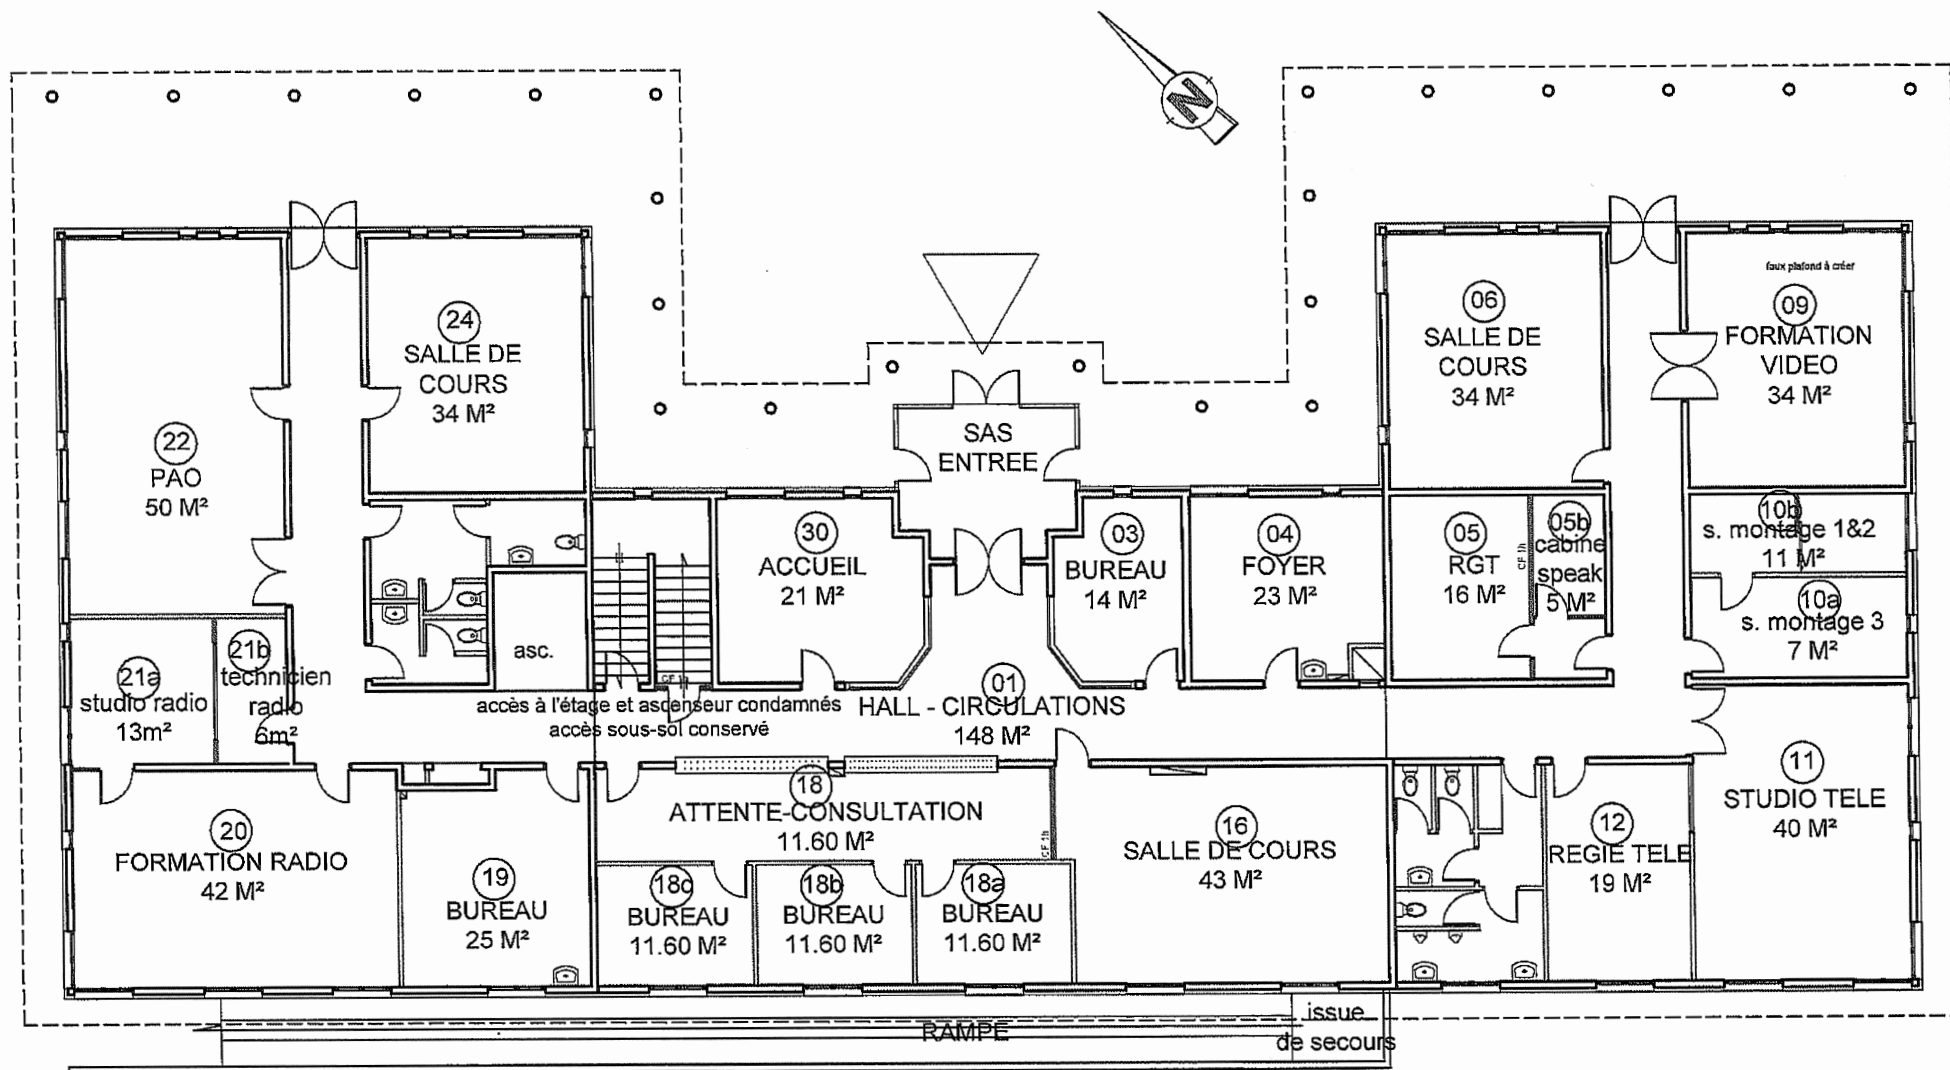 N
faux plafond à créer
24
SALLE DE
COURS
34 M²
06
SALLE DE
COURS
34 M²
09
FORMATION
VIDEO
34 M²
22
PAO
50 M²
SAS
ENTREE
30
ACCUEIL
21 M²
03
BUREAU
14 M²
04
FOYER
23 M²
05
RGT
16 M²
CF 1h
05b
cabine
speak
5 M²
10b
s. montage 1&2
11 M²
10a
s. montage 3
7 M²
asc.
CF 1h
21a
studio radio
13m²
21b
technicien
radio
6m²
accès à l'étage et ascenseur condamnés
accès sous-sol conservé
01
HALL - CIRCULATIONS
148 M²
18
ATTENTE-CONSULTATION
11.60 M²
CF 1h
11
STUDIO TELE
40 M²
20
FORMATION RADIO
42 M²
19
BUREAU
25 M²
18c
BUREAU
11.60 M²
18b
BUREAU
11.60 M²
18a
BUREAU
11.60 M²
16
SALLE DE COURS
43 M²
12
REGIE TELE
19 M²
RAMPE
issue
de secours